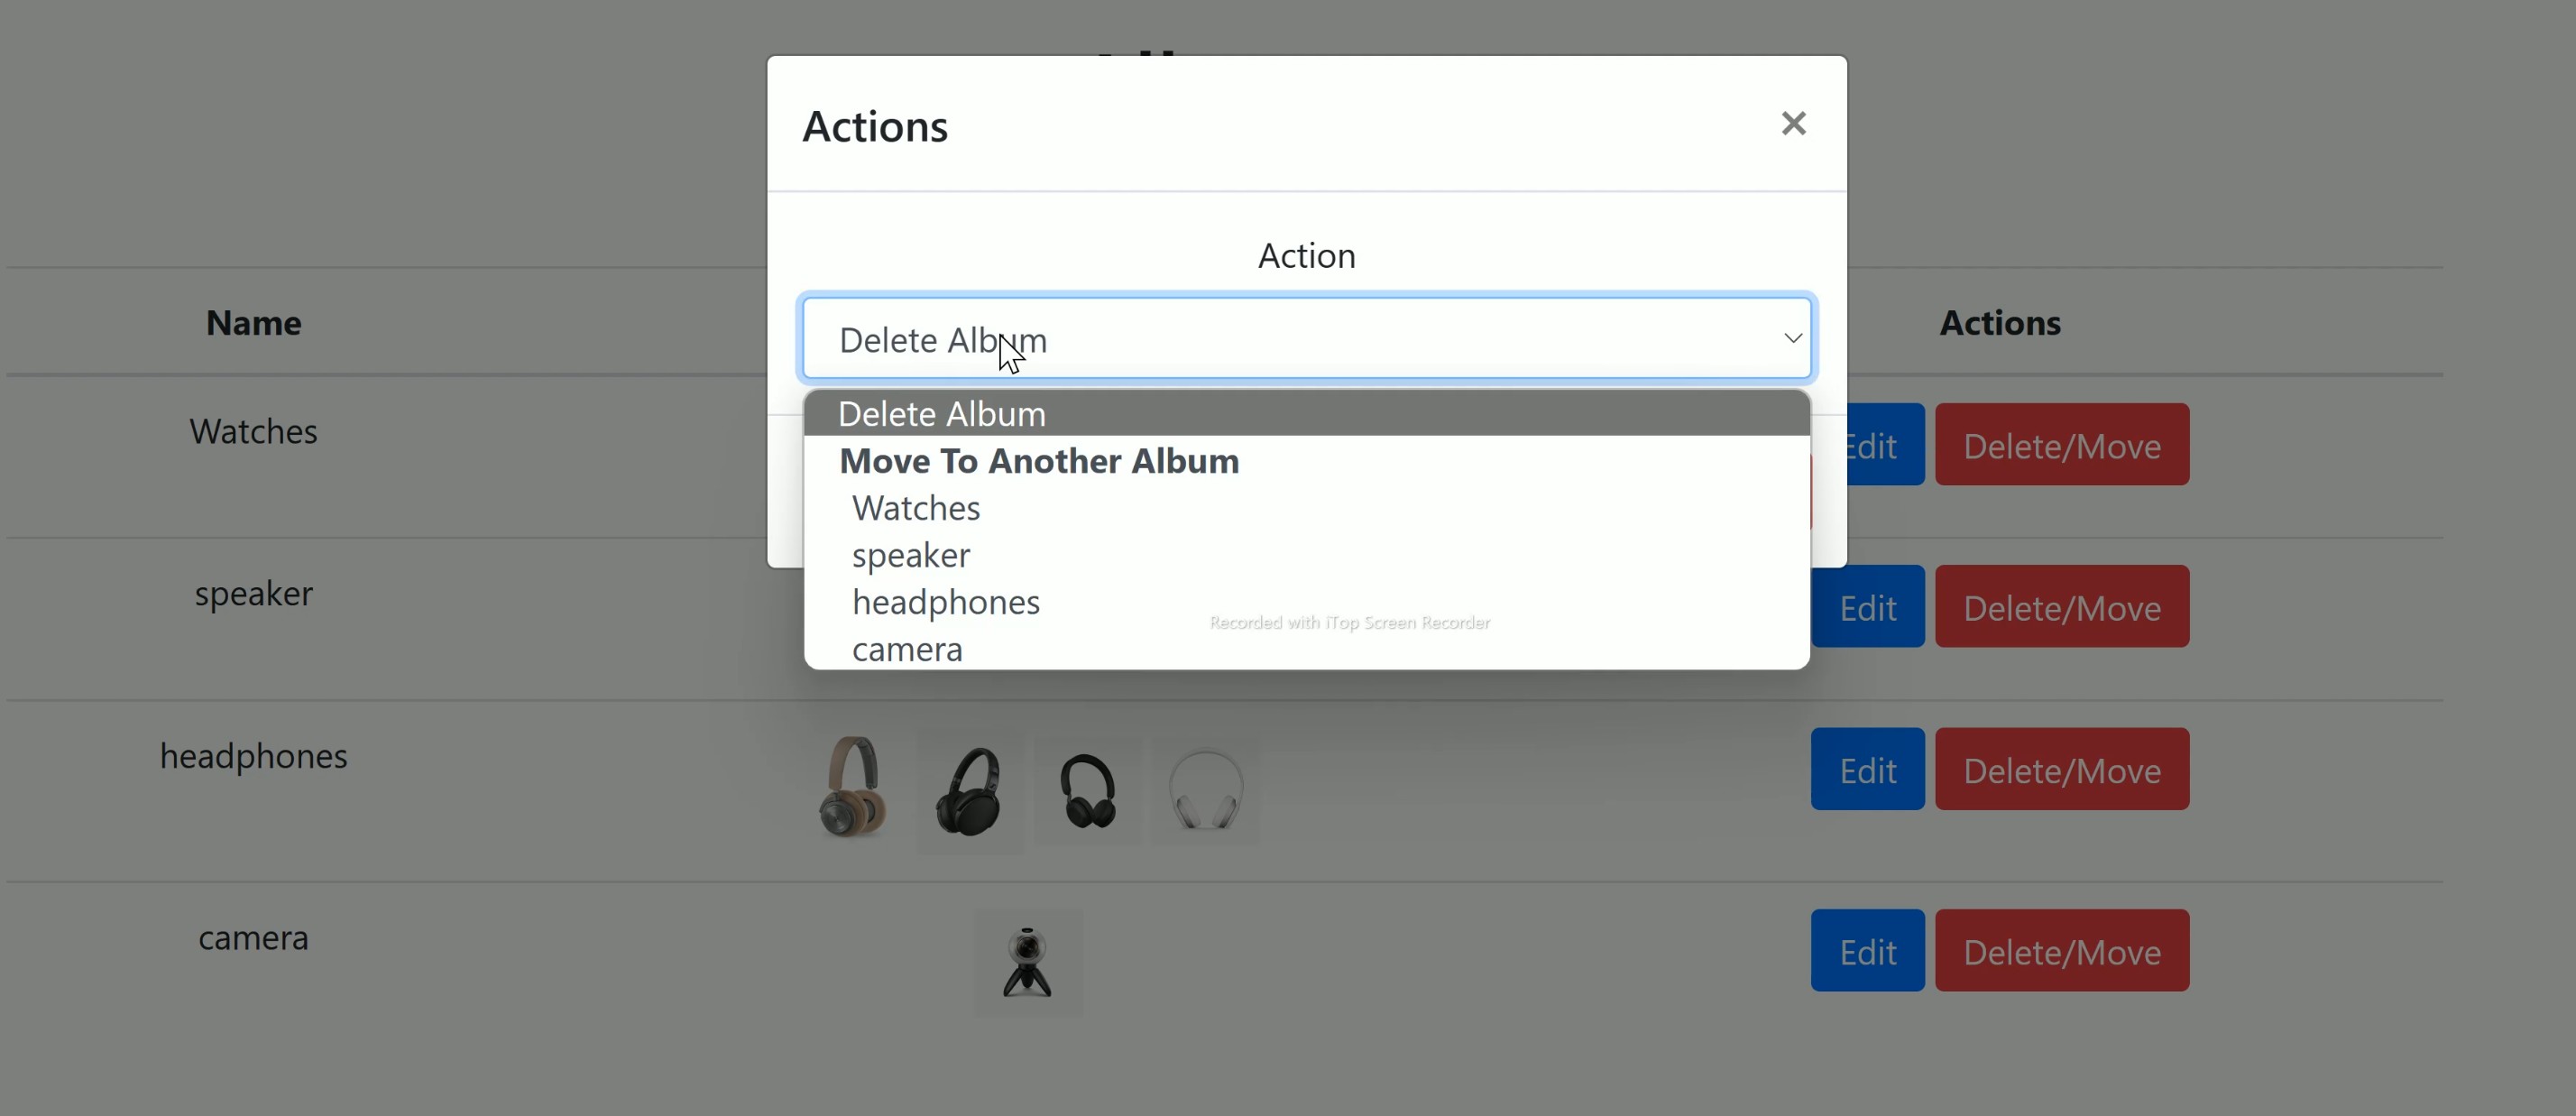 Actions ×
Action
Delete Album
Delete Album
Move To Another Album
Watches
speaker
headphones
camera
Recorded with iTop Screen Recorder
Name Actions
Watches Edit Delete/Move
speaker Edit Delete/Move
headphones Edit Delete/Move
camera Edit Delete/Move